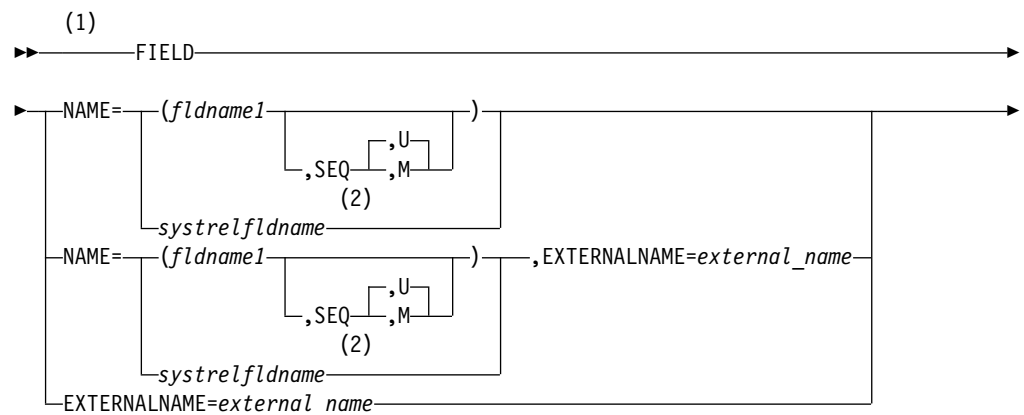 (1)
FIELD
NAME= (fldname1 )
,U
,SEQ ,M
(2)
systrelfldname
NAME= (fldname1 ) ,EXTERNALNAME=external_name
,U
,SEQ ,M
(2)
systrelfldname
EXTERNALNAME=external_name